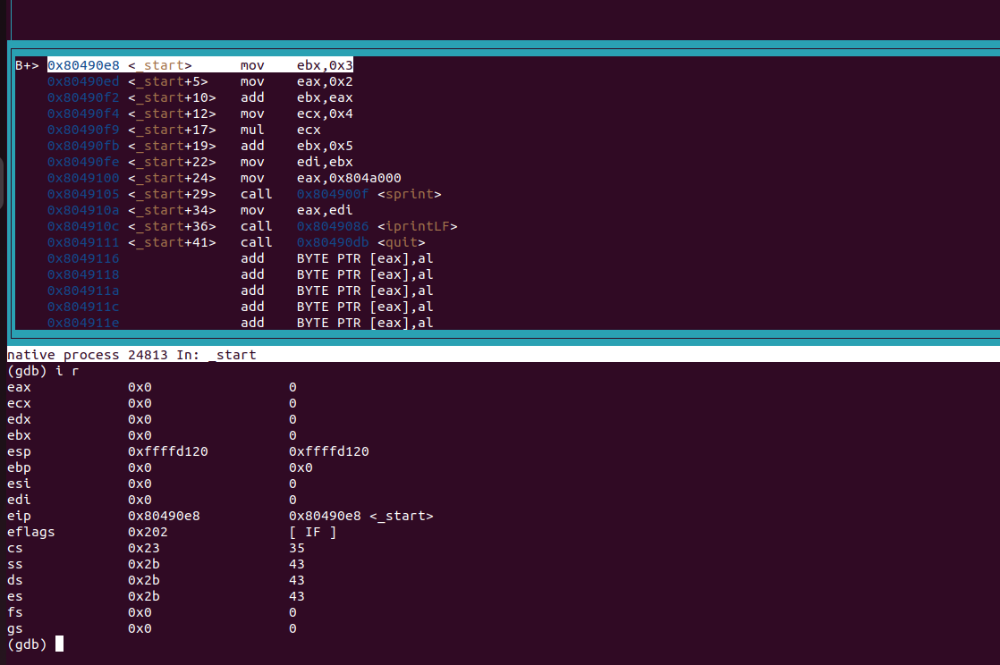 B+> 0x80490e8 <_start>      mov    ebx,0x3
0x80490ed <_start+5>    mov    eax,0x2
0x80490f2 <_start+10>   add    ebx,eax
0x80490f4 <_start+12>   mov    ecx,0x4
0x80490f9 <_start+17>   mul    ecx
0x80490fb <_start+19>   add    ebx,0x5
0x80490fe <_start+22>   mov    edi,ebx
0x8049100 <_start+24>   mov    eax,0x804a000
0x8049105 <_start+29>   call   0x804900f <sprint>
0x804910a <_start+34>   mov    eax,edi
0x804910c <_start+36>   call   0x8049086 <iprintLF>
0x8049111 <_start+41>   call   0x80490db <quit>
0x8049116               add    BYTE PTR [eax],al
0x8049118               add    BYTE PTR [eax],al
0x804911a               add    BYTE PTR [eax],al
0x804911c               add    BYTE PTR [eax],al
0x804911e               add    BYTE PTR [eax],al
native process 24813 In: _start
(gdb) i r
eax            0x0                 0
ecx            0x0                 0
edx            0x0                 0
ebx            0x0                 0
esp            0xffffd120          0xffffd120
ebp            0x0                 0x0
esi            0x0                 0
edi            0x0                 0
eip            0x80490e8           0x80490e8 <_start>
eflags         0x202               [ IF ]
cs             0x23                35
ss             0x2b                43
ds             0x2b                43
es             0x2b                43
fs             0x0                 0
gs             0x0                 0
(gdb)